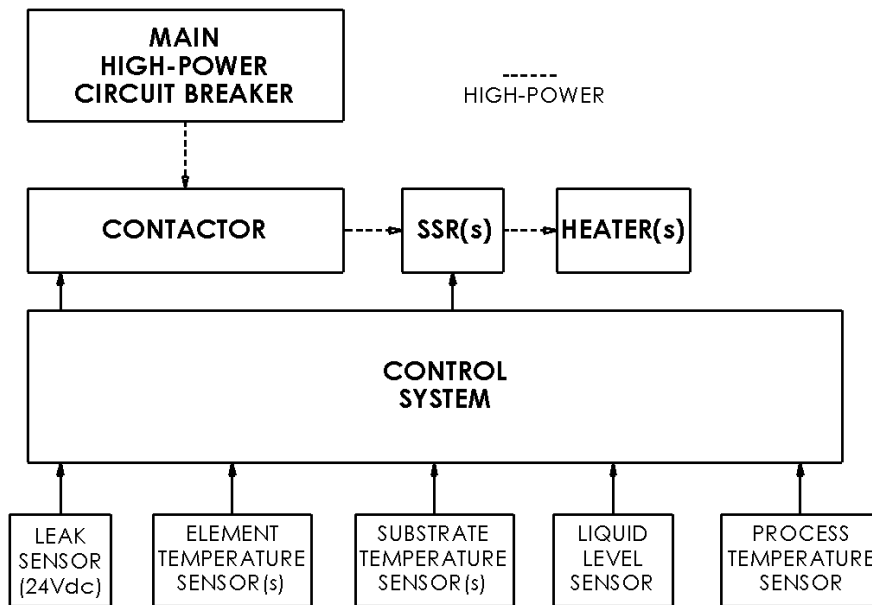 MAIN
HIGH-POWER
CIRCUIT BREAKER
HIGH-POWER
CONTACTOR
SSR(s)
HEATER(s)
CONTROL
SYSTEM
LEAK
SENSOR
(24Vdc)
ELEMENT
TEMPERATURE
SENSOR(s)
SUBSTRATE
TEMPERATURE
SENSOR(s)
LIQUID
LEVEL
SENSOR
PROCESS
TEMPERATURE
SENSOR